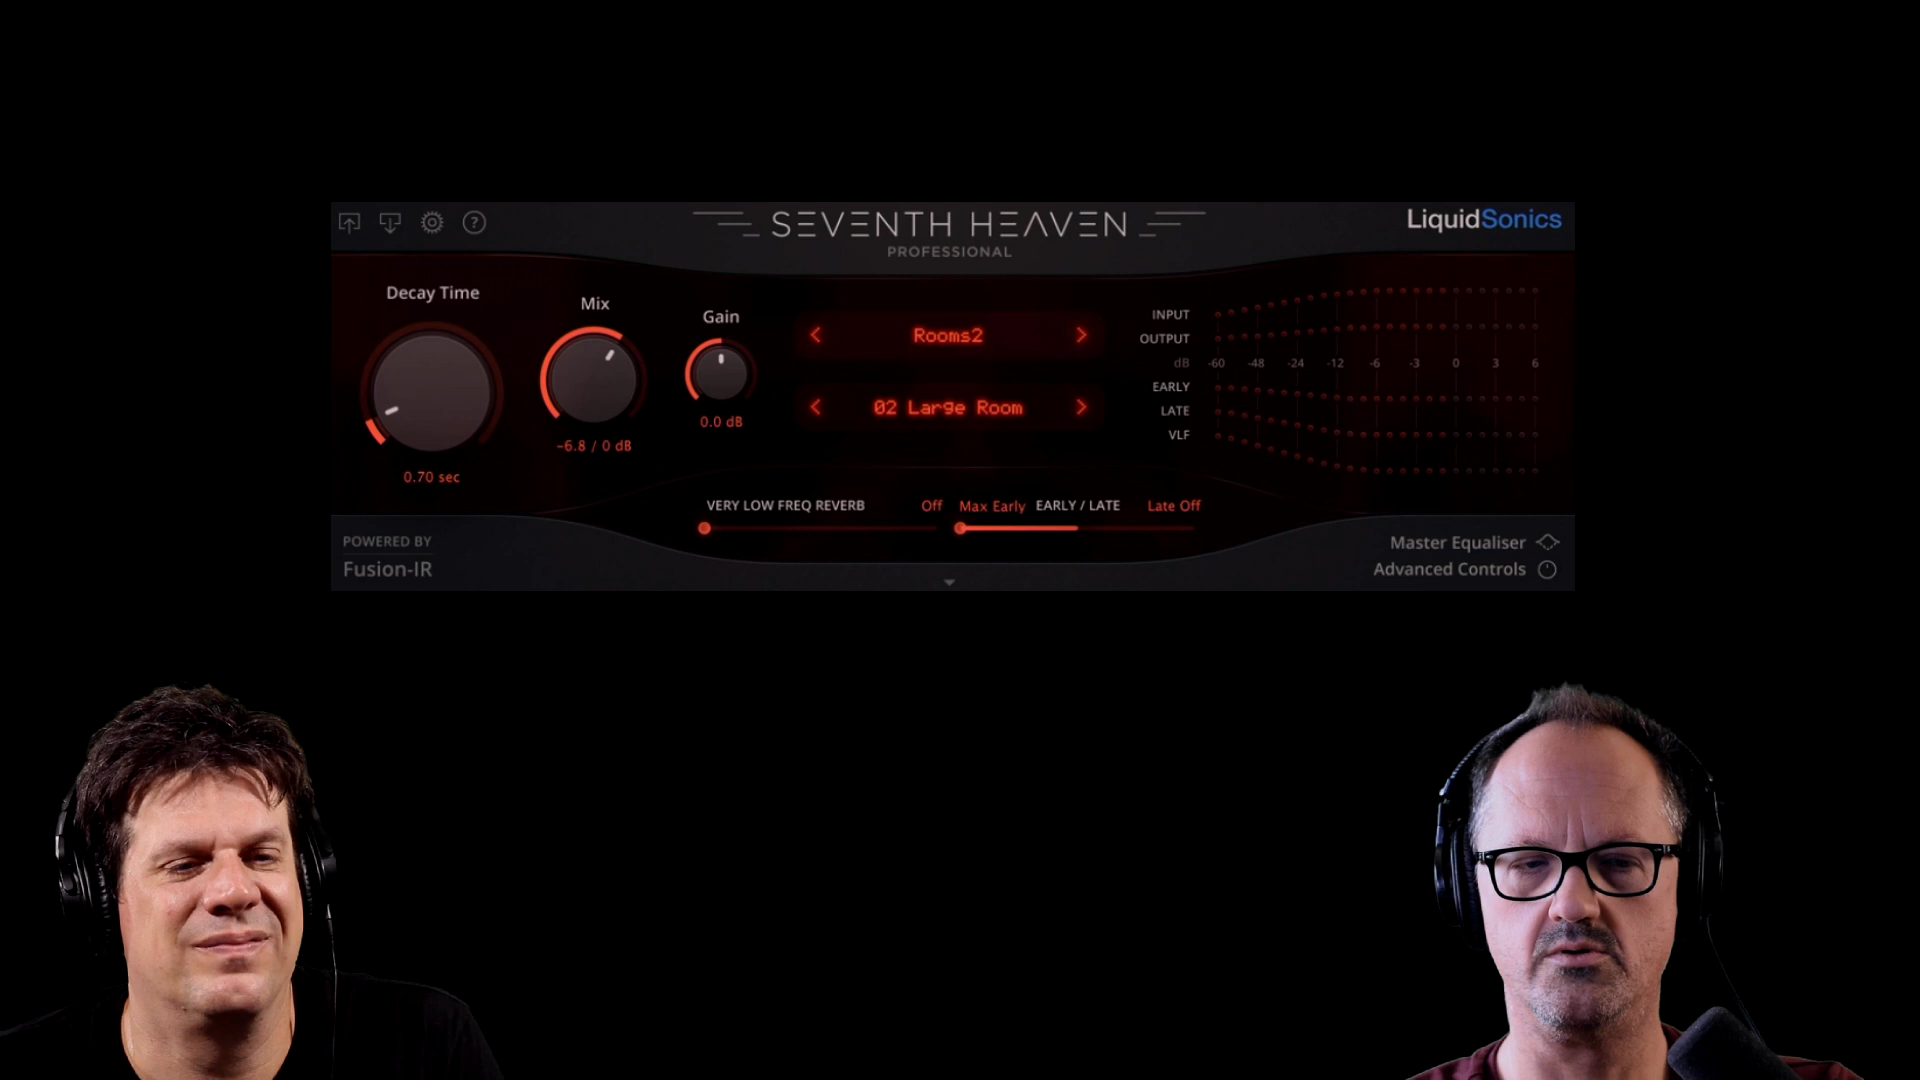 SEVENTH HEAVEN
PROFESSIONAL
LiquidSonics
?
Decay Time
0.70 sec
Mix
-6.8 / 0 dB
Gain
0.0 dB
Rooms2
02 Large Room
INPUT
OUTPUT
dB -60 -48 -24 -12 -6 -3 0 3 6
EARLY
LATE
VLF
VERY LOW FREQ REVERB Off
Max Early EARLY / LATE Late Off
POWERED BY
Fusion-IR
Master Equaliser
Advanced Controls